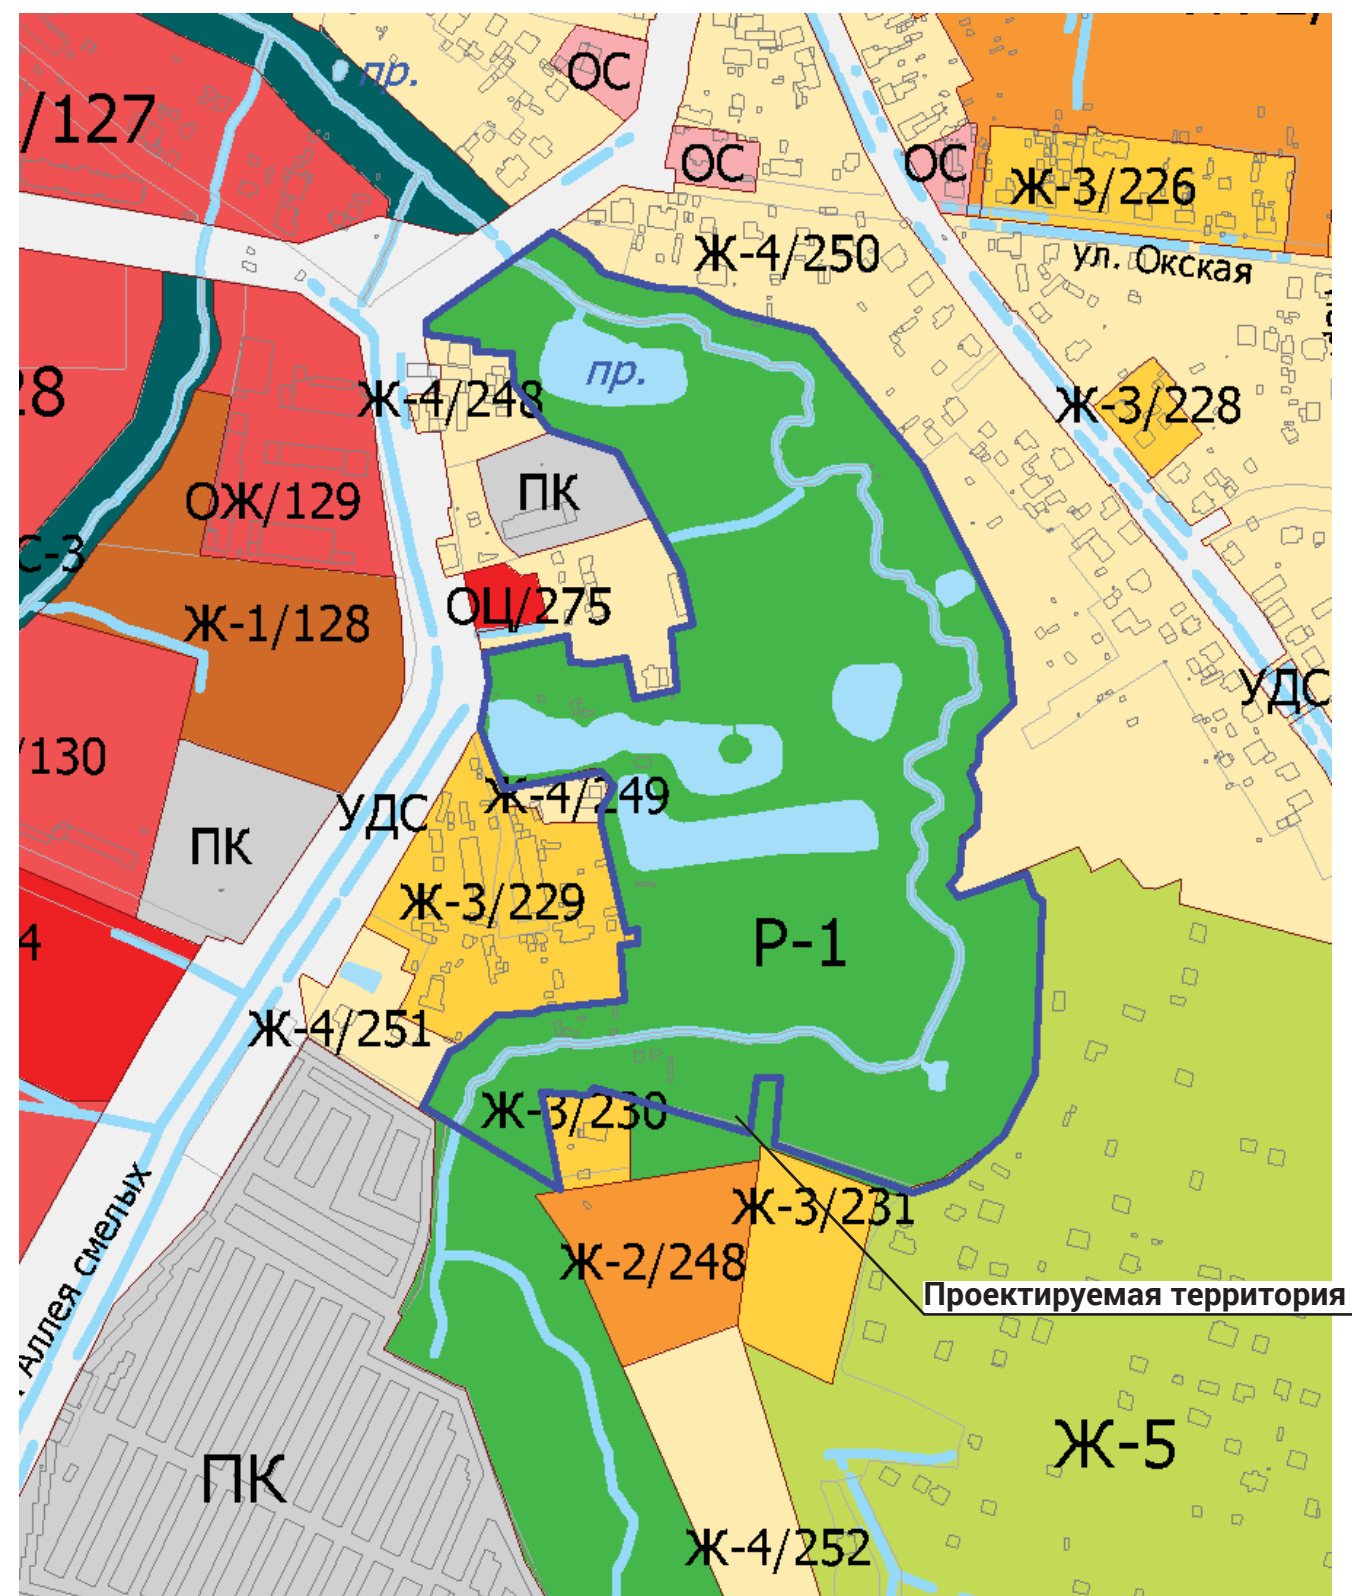 пр.
ОС
/127
ОС
ОС
Ж-3/226
Ж-4/250
ул. Окская
пр.
Ж-4/248
Ж-3/228
ПК
ОЖ/129
С-3
ОЦ/275
Ж-1/128
УДС
/130
Ж-4/249
УДС
ПК
Ж-3/229
Р-1
4
Ж-4/251
Ж-3/230
Ж-3/231
Аллея смелых
Ж-2/248
Проектируемая территория
Ж-5
ПК
Ж-4/252